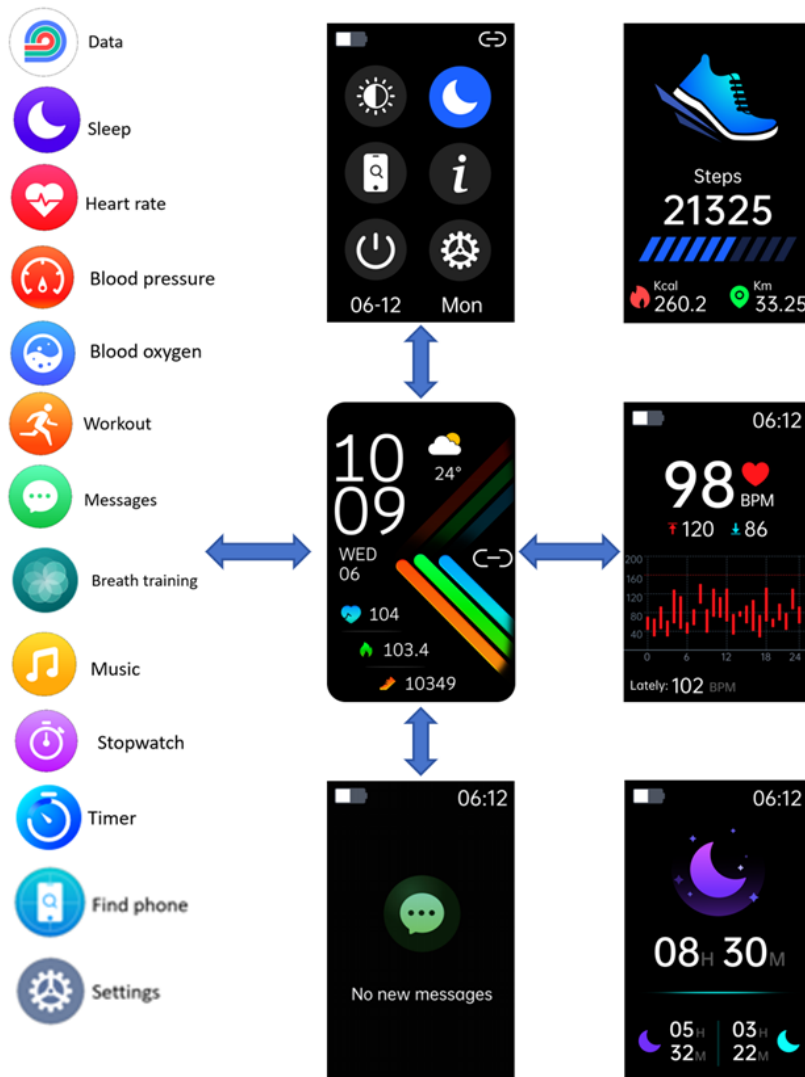 Data
Sleep
Heart rate
Blood pressure
Blood oxygen
Workout
Messages
Breath training
Music
Stopwatch
Timer
Find phone
Settings
i
06-12 Mon
10
09
24°
WED
06
104
103.4
10349
06:12
No new messages
Steps
21325
Kcal
260.2
Km
33.25
06:12
98
BPM
120 86
200
160
120
80
40
0 6 12 18 24
Lately: 102 BPM
06:12
08H 30M
05H 03H
32M 22M